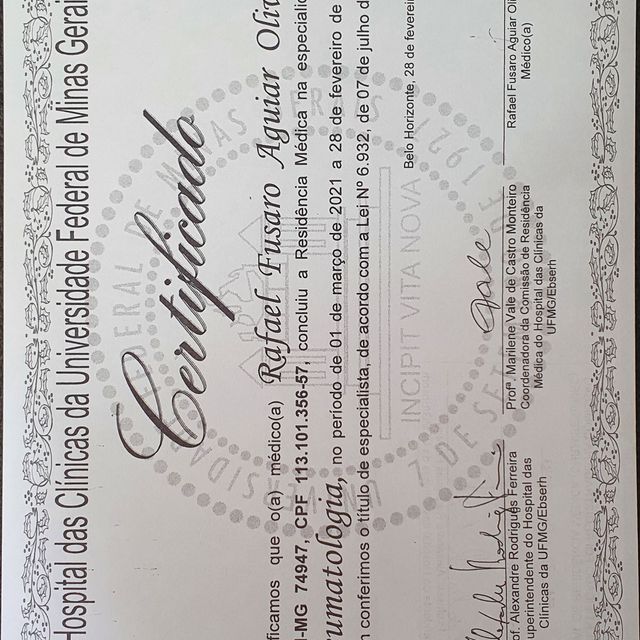 Hospital das Clínicas da Universidade Federal de Minas Gerai
Certificado
ficamos que o(a) médico(a) Rafael Fusaro Aguiar Oliv
-MG 74947, CPF 113.101.356-57, concluiu a Residência Médica na especialid
umatologia, no período de 01 de março de 2021 a 28 de fevereiro de
m conferimos o título de especialista, de acordo com a Lei Nº 6.932, de 07 de julho d
Belo Horizonte, 28 de fevereir
INCIPIT VITA NOVA
r. Alexandre Rodrigues Ferreira
uperintendente do Hospital das
Clínicas da UFMG/Ebserh
Profª. Marilene Vale de Castro Monteiro
Coordenadora da Comissão de Residência
Médica do Hospital das Clínicas da
UFMG/Ebserh
Rafael Fusaro Aguiar Oli
Médico(a)